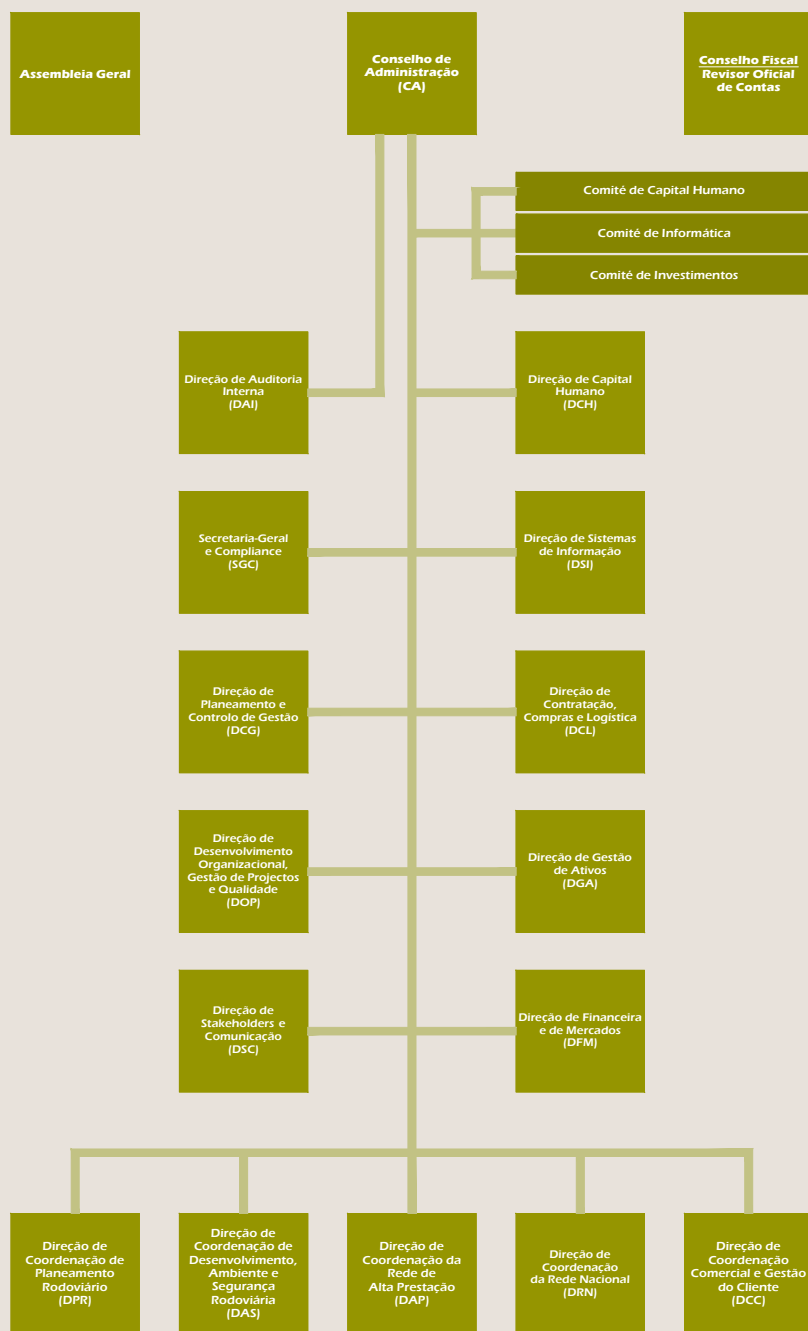 Assembleia Geral
Conselho de
Administração
(CA)
Conselho Fiscal
Revisor Oficial
de Contas
Comité de Capital Humano
Comité de Informática
Comité de Investimentos
Direção de Auditoria
Interna
(DAI)
Direção de Capital
Humano
(DCH)
Secretaria-Geral
e Compliance
(SGC)
Direção de Sistemas
de Informação
(DSI)
Direção de
Planeamento e
Controlo de Gestão
(DCG)
Direção de
Contratação,
Compras e Logística
(DCL)
Direção de
Desenvolvimento
Organizacional,
Gestão de Projectos
e Qualidade
(DOP)
Direção de Gestão
de Ativos
(DGA)
Direção de
Stakeholders e
Comunicação
(DSC)
Direção de Financeira
e de Mercados
(DFM)
Direção de
Coordenação de
Planeamento
Rodoviário
(DPR)
Direção de
Coordenação de
Desenvolvimento,
Ambiente e
Segurança
Rodoviária
(DAS)
Direção de
Coordenação da
Rede de
Alta Prestação
(DAP)
Direção de
Coordenação
da Rede Nacional
(DRN)
Direção de
Coordenação
Comercial e Gestão
do Cliente
(DCC)